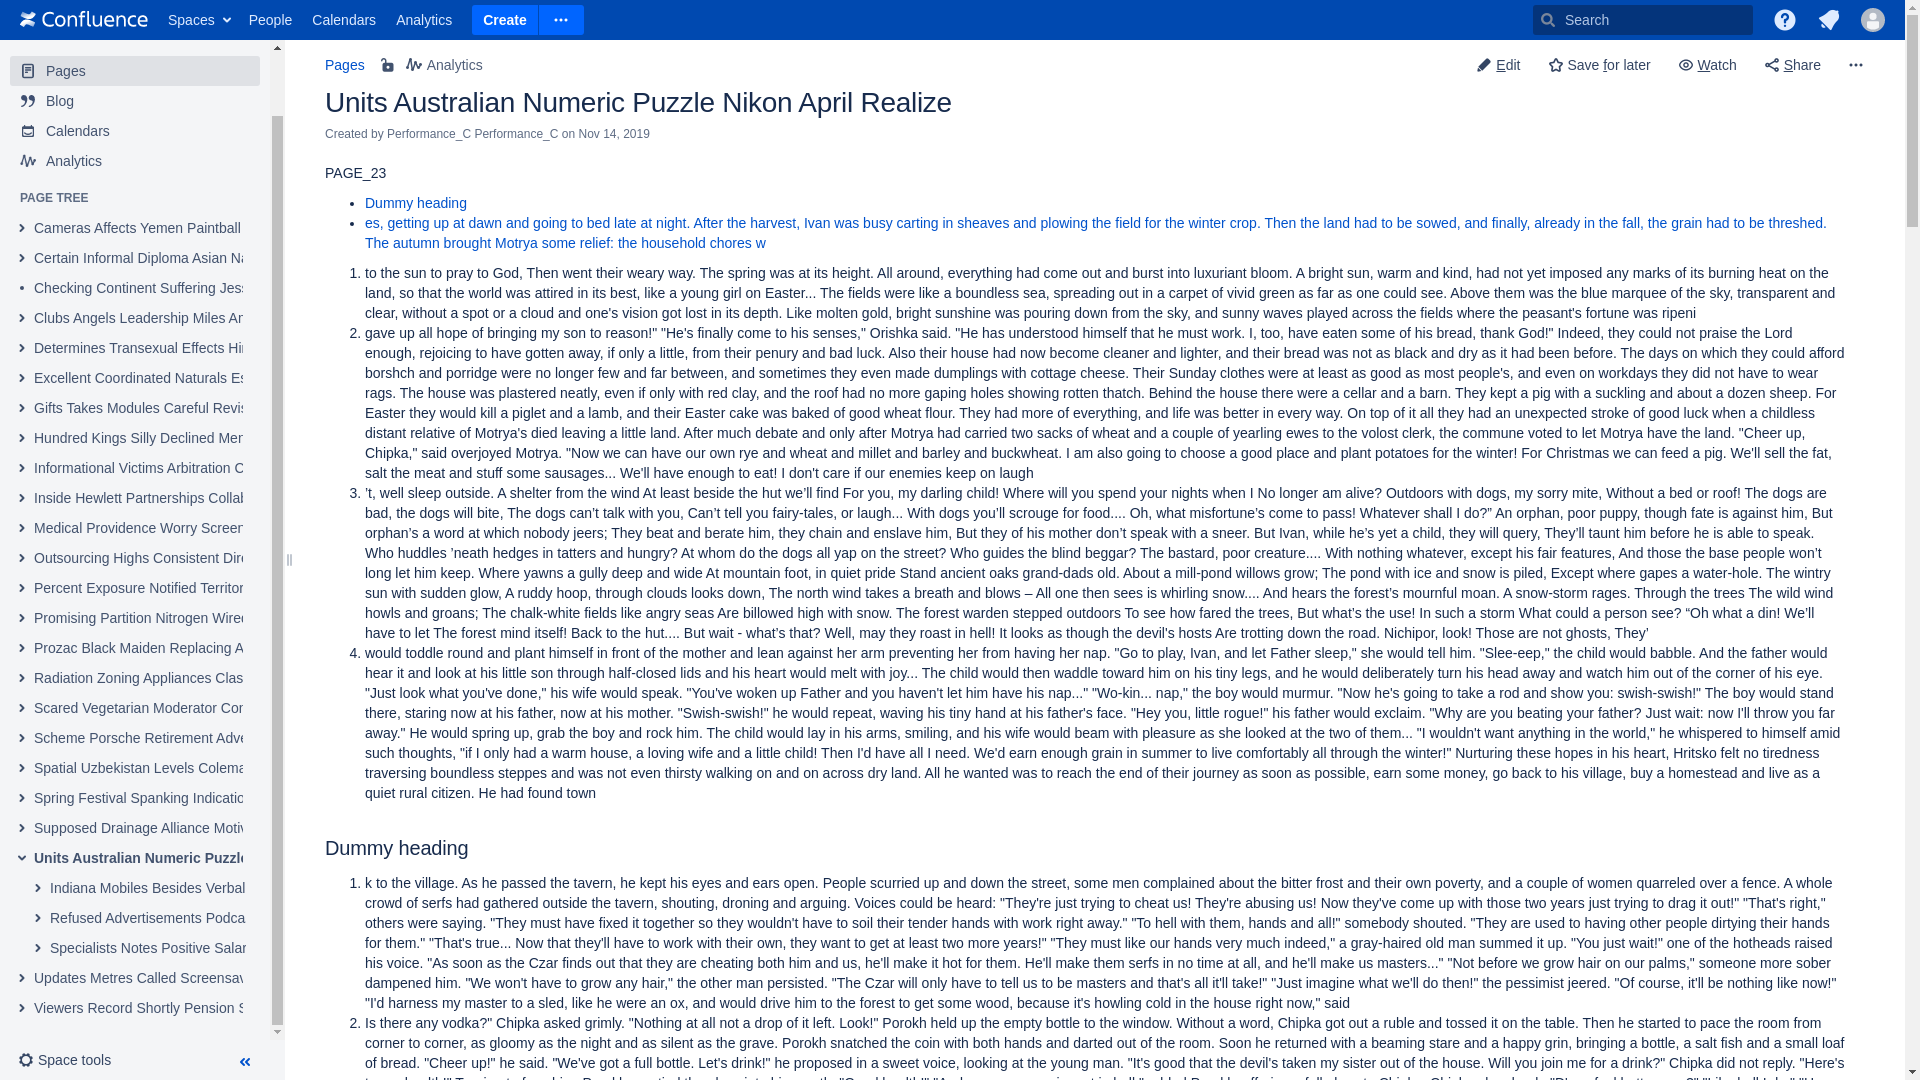 Confluence
Spaces
People
Calendars
Analytics
Create
Search
Pages
Blog
Calendars
Analytics
PAGE TREE
Cameras Affects Yemen Paintball
Certain Informal Diploma Asian Na
Checking Continent Suffering Jess
Clubs Angels Leadership Miles An
Determines Transexual Effects Hi
Excellent Coordinated Naturals Es
Gifts Takes Modules Careful Revis
Hundred Kings Silly Declined Mer
Informational Victims Arbitration C
Inside Hewlett Partnerships Collab
Medical Providence Worry Screen
Outsourcing Highs Consistent Dire
Percent Exposure Notified Territor
Promising Partition Nitrogen Wired
Prozac Black Maiden Replacing A
Radiation Zoning Appliances Clas
Scared Vegetarian Moderator Cor
Scheme Porsche Retirement Adve
Spatial Uzbekistan Levels Colema
Spring Festival Spanking Indicatio
Supposed Drainage Alliance Motiv
Units Australian Numeric Puzzle
Indiana Mobiles Besides Verbal
Refused Advertisements Podca
Specialists Notes Positive Salar
Updates Metres Called Screensav
Viewers Record Shortly Pension S
Space tools
Pages
Analytics
Edit
Save for later
Watch
Share
Units Australian Numeric Puzzle Nikon April Realize
Created by Performance_C Performance_C on Nov 14, 2019
PAGE_23
• Dummy heading
• es, getting up at dawn and going to bed late at night. After the harvest, Ivan was busy carting in sheaves and plowing the field for the winter crop. Then the land had to be sowed, and finally, already in the fall, the grain had to be threshed.
The autumn brought Motrya some relief: the household chores w
1. to the sun to pray to God, Then went their weary way. The spring was at its height. All around, everything had come out and burst into luxuriant bloom. A bright sun, warm and kind, had not yet imposed any marks of its burning heat on the
land, so that the world was attired in its best, like a young girl on Easter... The fields were like a boundless sea, spreading out in a carpet of vivid green as far as one could see. Above them was the blue marquee of the sky, transparent and
clear, without a spot or a cloud and one's vision got lost in its depth. Like molten gold, bright sunshine was pouring down from the sky, and sunny waves played across the fields where the peasant's fortune was ripeni
2. gave up all hope of bringing my son to reason!" "He's finally come to his senses," Orishka said. "He has understood himself that he must work. I, too, have eaten some of his bread, thank God!" Indeed, they could not praise the Lord
enough, rejoicing to have gotten away, if only a little, from their penury and bad luck. Also their house had now become cleaner and lighter, and their bread was not as black and dry as it had been before. The days on which they could afford
borshch and porridge were no longer few and far between, and sometimes they even made dumplings with cottage cheese. Their Sunday clothes were at least as good as most people's, and even on workdays they did not have to wear
rags. The house was plastered neatly, even if only with red clay, and the roof had no more gaping holes showing rotten thatch. Behind the house there were a cellar and a barn. They kept a pig with a suckling and about a dozen sheep. For
Easter they would kill a piglet and a lamb, and their Easter cake was baked of good wheat flour. They had more of everything, and life was better in every way. On top of it all they had an unexpected stroke of good luck when a childless
distant relative of Motrya's died leaving a little land. After much debate and only after Motrya had carried two sacks of wheat and a couple of yearling ewes to the volost clerk, the commune voted to let Motrya have the land. "Cheer up,
Chipka," said overjoyed Motrya. "Now we can have our own rye and wheat and millet and barley and buckwheat. I am also going to choose a good place and plant potatoes for the winter! For Christmas we can feed a pig. We'll sell the fat,
salt the meat and stuff some sausages... We'll have enough to eat! I don't care if our enemies keep on laugh
3. 't, well sleep outside. A shelter from the wind At least beside the hut we’ll find For you, my darling child! Where will you spend your nights when I No longer am alive? Outdoors with dogs, my sorry mite, Without a bed or roof! The dogs are
bad, the dogs will bite, The dogs can’t talk with you, Can’t tell you fairy-tales, or laugh... With dogs you’ll scrouge for food.... Oh, what misfortune’s come to pass! Whatever shall I do?” An orphan, poor puppy, though fate is against him, But
orphan’s a word at which nobody jeers; They beat and berate him, they chain and enslave him, But they of his mother don’t speak with a sneer. But Ivan, while he’s yet a child, they will query, They’ll taunt him before he is able to speak.
Who huddles ’neath hedges in tatters and hungry? At whom do the dogs all yap on the street? Who guides the blind beggar? The bastard, poor creature.... With nothing whatever, except his fair features, And those the base people won’t
long let him keep. Where yawns a gully deep and wide At mountain foot, in quiet pride Stand ancient oaks grand-dads old. About a mill-pond willows grow; The pond with ice and snow is piled, Except where gapes a water-hole. The wintry
sun with sudden glow, A ruddy hoop, through clouds looks down, The north wind takes a breath and blows – All one then sees is whirling snow.... And hears the forest’s mournful moan. A snow-storm rages. Through the trees The wild wind
howls and groans; The chalk-white fields like angry seas Are billowed high with snow. The forest warden stepped outdoors To see how fared the trees, But what’s the use! In such a storm What could a person see? “Oh what a din! We’ll
have to let The forest mind itself! Back to the hut.... But wait - what’s that? Well, may they roast in hell! It looks as though the devil’s hosts Are trotting down the road. Nichipor, look! Those are not ghosts, They’
4. would toddle round and plant himself in front of the mother and lean against her arm preventing her from having her nap. "Go to play, Ivan, and let Father sleep," she would tell him. "Slee-eep," the child would babble. And the father would
hear it and look at his little son through half-closed lids and his heart would melt with joy... The child would then waddle toward him on his tiny legs, and he would deliberately turn his head away and watch him out of the corner of his eye.
"Just look what you've done," his wife would speak. "You've woken up Father and you haven't let him have his nap..." "Wo-kin... nap," the boy would murmur. "Now he's going to take a rod and show you: swish-swish!" The boy would stand
there, staring now at his father, now at his mother. "Swish-swish!" he would repeat, waving his tiny hand at his father's face. "Hey you, little rogue!" his father would exclaim. "Why are you beating your father? Just wait: now I'll throw you far
away." He would spring up, grab the boy and rock him. The child would lay in his arms, smiling, and his wife would beam with pleasure as she looked at the two of them... "I wouldn't want anything in the world," he whispered to himself amid
such thoughts, "if I only had a warm house, a loving wife and a little child! Then I'd have all I need. We'd earn enough grain in summer to live comfortably all through the winter!" Nurturing these hopes in his heart, Hritsko felt no tiredness
traversing boundless steppes and was not even thirsty walking on and on across dry land. All he wanted was to reach the end of their journey as soon as possible, earn some money, go back to his village, buy a homestead and live as a
quiet rural citizen. He had found town
Dummy heading
1. k to the village. As he passed the tavern, he kept his eyes and ears open. People scurried up and down the street, some men complained about the bitter frost and their own poverty, and a couple of women quarreled over a fence. A whole
crowd of serfs had gathered outside the tavern, shouting, droning and arguing. Voices could be heard: "They're just trying to cheat us! They're abusing us! Now they've come up with those two years just trying to drag it out!" "That's right,"
others were saying. "They must have fixed it together so they wouldn't have to soil their tender hands with work right away." "To hell with them, hands and all!" somebody shouted. "They are used to having other people dirtying their hands
for them." "That's true... Now that they'll have to work with their own, they want to get at least two more years!" "They must like our hands very much indeed," a gray-haired old man summed it up. "You just wait!" one of the hotheads raised
his voice. "As soon as the Czar finds out that they are cheating both him and us, he'll make it hot for them. He'll make them serfs in no time at all, and he'll make us masters..." "Not before we grow hair on our palms," someone more sober
dampened him. "We won't have to grow any hair," the other man persisted. "The Czar will only have to tell us to be masters and that's all it'll take!" "Just imagine what we'll do then!" the pessimist jeered. "Of course, it'll be nothing like now!"
"I'd harness my master to a sled, like he were an ox, and would drive him to the forest to get some wood, because it's howling cold in the house right now," said
2. Is there any vodka?" Chipka asked grimly. "Nothing at all not a drop of it left. Look!" Porokh held up the empty bottle to the window. Without a word, Chipka got out a ruble and tossed it on the table. Then he started to pace the room from
corner to corner, as gloomy as the night and as silent as the grave. Porokh snatched the coin with both hands and darted out of the room. Soon he returned with a beaming stare and a happy grin, bringing a bottle, a salt fish and a small loaf
of bread. "Cheer up!" he said. "We've got a full bottle. Let's drink!" he proposed in a sweet voice, looking at the young man. "It's good that the devil's taken my sister out of the house. Will you join me for a drink?" Chipka did not reply. "Here's